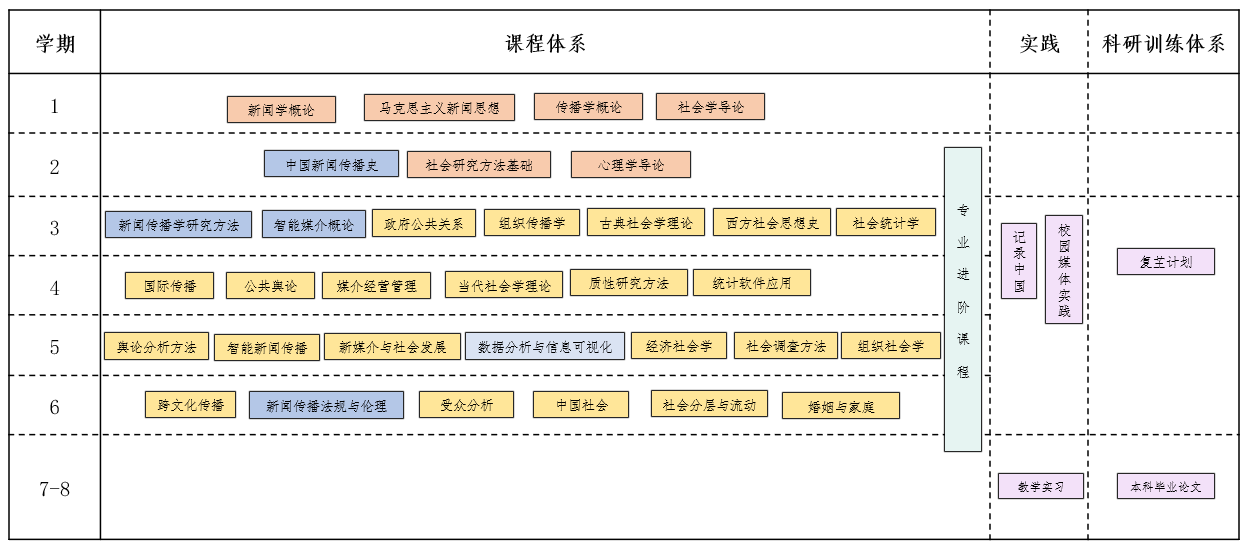 学期 课程体系 实践 科研训练体系
1 新闻学概论 马克思主义新闻思想 传播学概论 社会学导论
2 中国新闻传播史 社会研究方法基础 心理学导论
3 新闻传播学研究方法 智能媒介概论 政府公共关系 组织传播学 古典社会学理论 西方社会思想史 社会统计学
4 国际传播 公共舆论 媒介经营管理 当代社会学理论 质性研究方法 统计软件应用
5 舆论分析方法 智能新闻传播 新媒介与社会发展 数据分析与信息可视化 经济社会学 社会调查方法 组织社会学
6 跨文化传播 新闻传播法规与伦理 受众分析 中国社会 社会分层与流动 婚姻与家庭
专业进阶课程
记录中国
校园媒体实践
复芏计划
7-8 教学实习 本科毕业论文